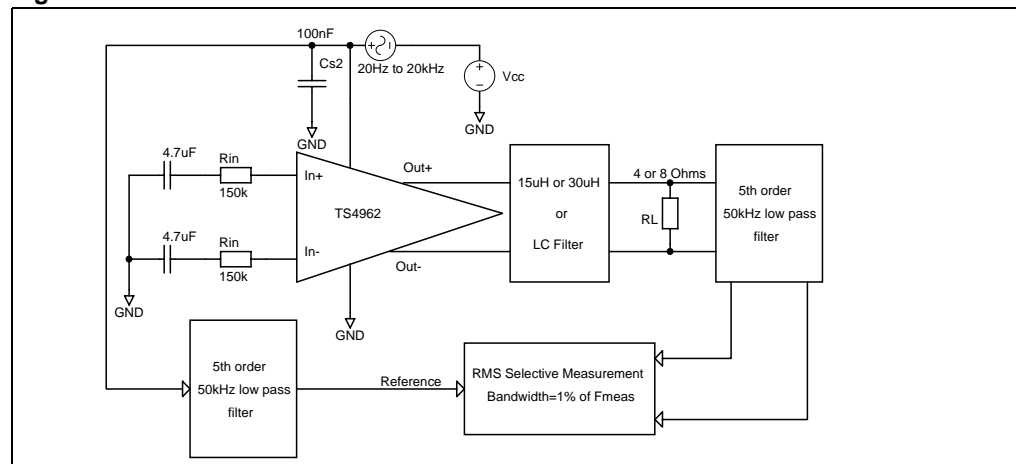 100nF
Cs2
20Hz to 20kHz
Vcc
GND
GND
4.7uF
Rin
150k
In+
Out+
TS4962
15uH or 30uH
or
LC Filter
4 or 8 Ohms
RL
5th order
50kHz low pass
filter
4.7uF
Rin
150k
In-
Out-
GND
GND
5th order
50kHz low pass
filter
Reference
RMS Selective Measurement
Bandwidth=1% of Fmeas